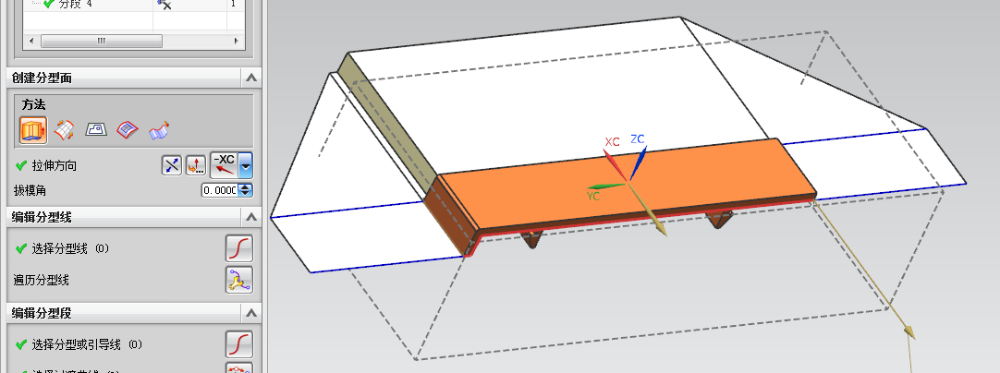 分段 4
1
创建分型面
方法
拉伸方向
-XC
拔模角
0.000
编辑分型线
选择分型线 (0)
遍历分型线
编辑分型段
选择分型或引导线 (0)
XC
ZC
YC